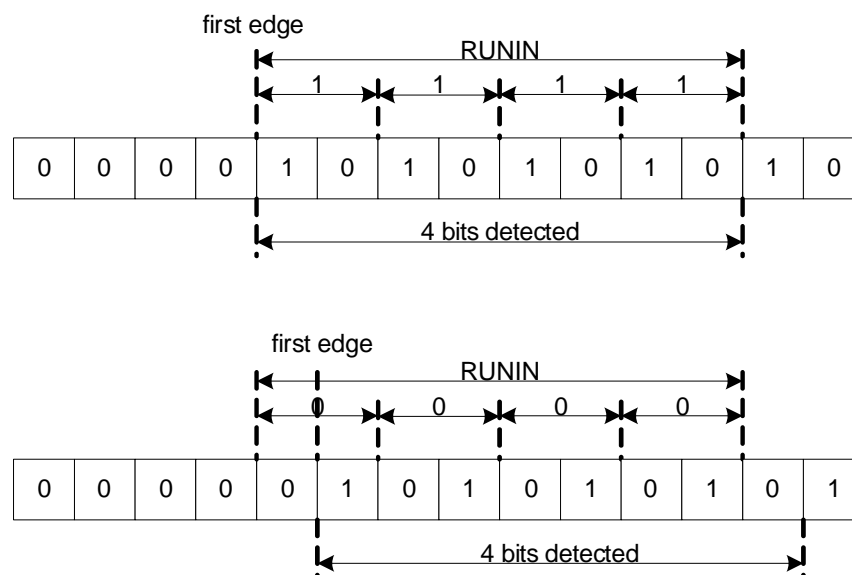 first edge
RUNIN
1 1 1 1
0 0 0 0 1 0 1 0 1 0 1 0 1 0
4 bits detected
first edge
RUNIN
0 0 0 0
0 0 0 0 0 1 0 1 0 1 0 1 0 1
4 bits detected